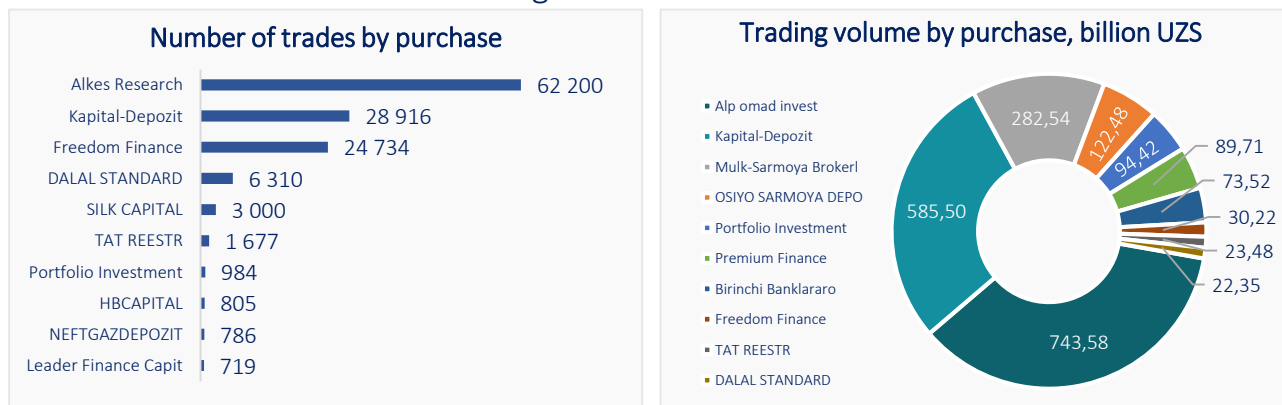 Number of trades by purchase
Alkes Research 62 200
Kapital-Depozit 28 916
Freedom Finance 24 734
DALAL STANDARD 6 310
SILK CAPITAL 3 000
TAT REESTR 1 677
Portfolio Investment 984
HBCAPITAL 805
NEFTGAZDEPOZIT 786
Leader Finance Capit 719
Trading volume by purchase, billion UZS
Alp omad invest
Kapital-Depozit
Mulk-Sarmoya Brokerl
OSIYO SARMOYA DEPO
Portfolio Investment
Premium Finance
Birinchi Banklararo
Freedom Finance
TAT REESTR
DALAL STANDARD
282,54
122,48
94,42
89,71
73,52
30,22
23,48
22,35
585,50
743,58